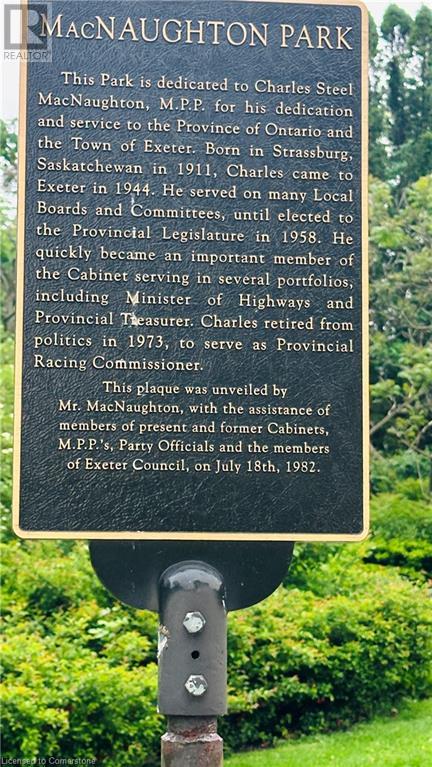 REALTOR®
MACNAUGHTON PARK
This Park is dedicated to Charles Steel
MacNaughton, M.P.P. for his dedication
and service to the Province of Ontario and
the Town of Exeter. Born in Strassburg,
Saskatchewan in 1911, Charles came to
Exeter in 1944. He served on many Local
Boards and Committees, until elected to
the Provincial Legislature in 1958. He
quickly became an important member of
the Cabinet serving in several portfolios,
including Minister of Highways and
Provincial Treasurer. Charles retired from
politics in 1973, to serve as Provincial
Racing Commissioner.
This plaque was unveiled by
Mr. MacNaughton, with the assistance of
members of present and former Cabinets,
M.P.P.'s, Party Officials and the members
of Exeter Council, on July 18th, 1982.
Licensed to Cornerstone